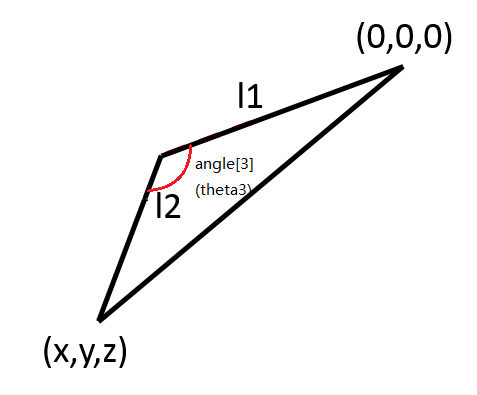 (0,0,0)
l1
angle[3]
(theta3)
l2
(x,y,z)